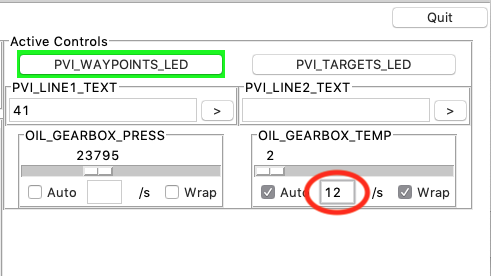 Quit
Active Controls
PVI_WAYPOINTS_LED PVI_TARGETS_LED
PVI_LINE1_TEXT PVI_LINE2_TEXT
41 > >
OIL_GEARBOX_PRESS OIL_GEARBOX_TEMP
23795 2
Auto /s Wrap Auto 12 /s Wrap